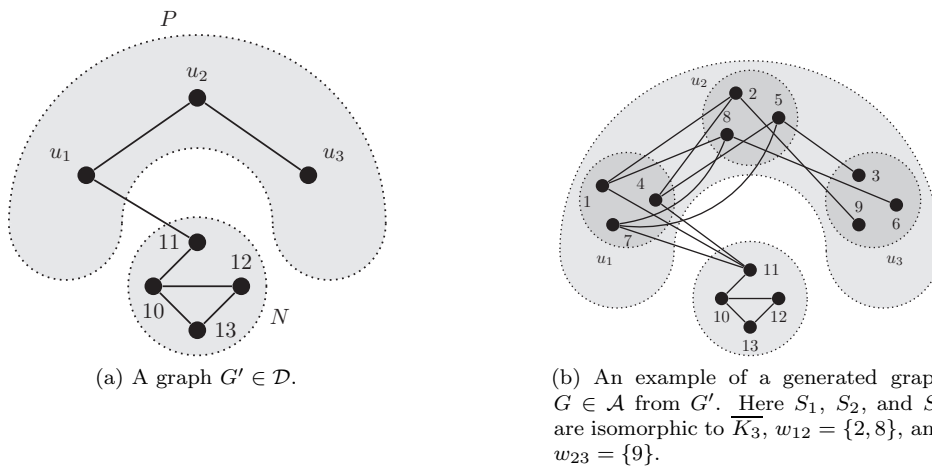 P
u₂
u₁
u₃
11
12
10
13
N
(a) A graph G′ ∈ 𝒟.
u₂
2
5
8
1
4
7
u₁
3
9
6
u₃
11
10
12
13
(b) An example of a generated grap
G ∈ 𝒜 from G′. Here S₁, S₂, and S
are isomorphic to K̅₃, w₁₂ = {2, 8}, an
w₂₃ = {9}.